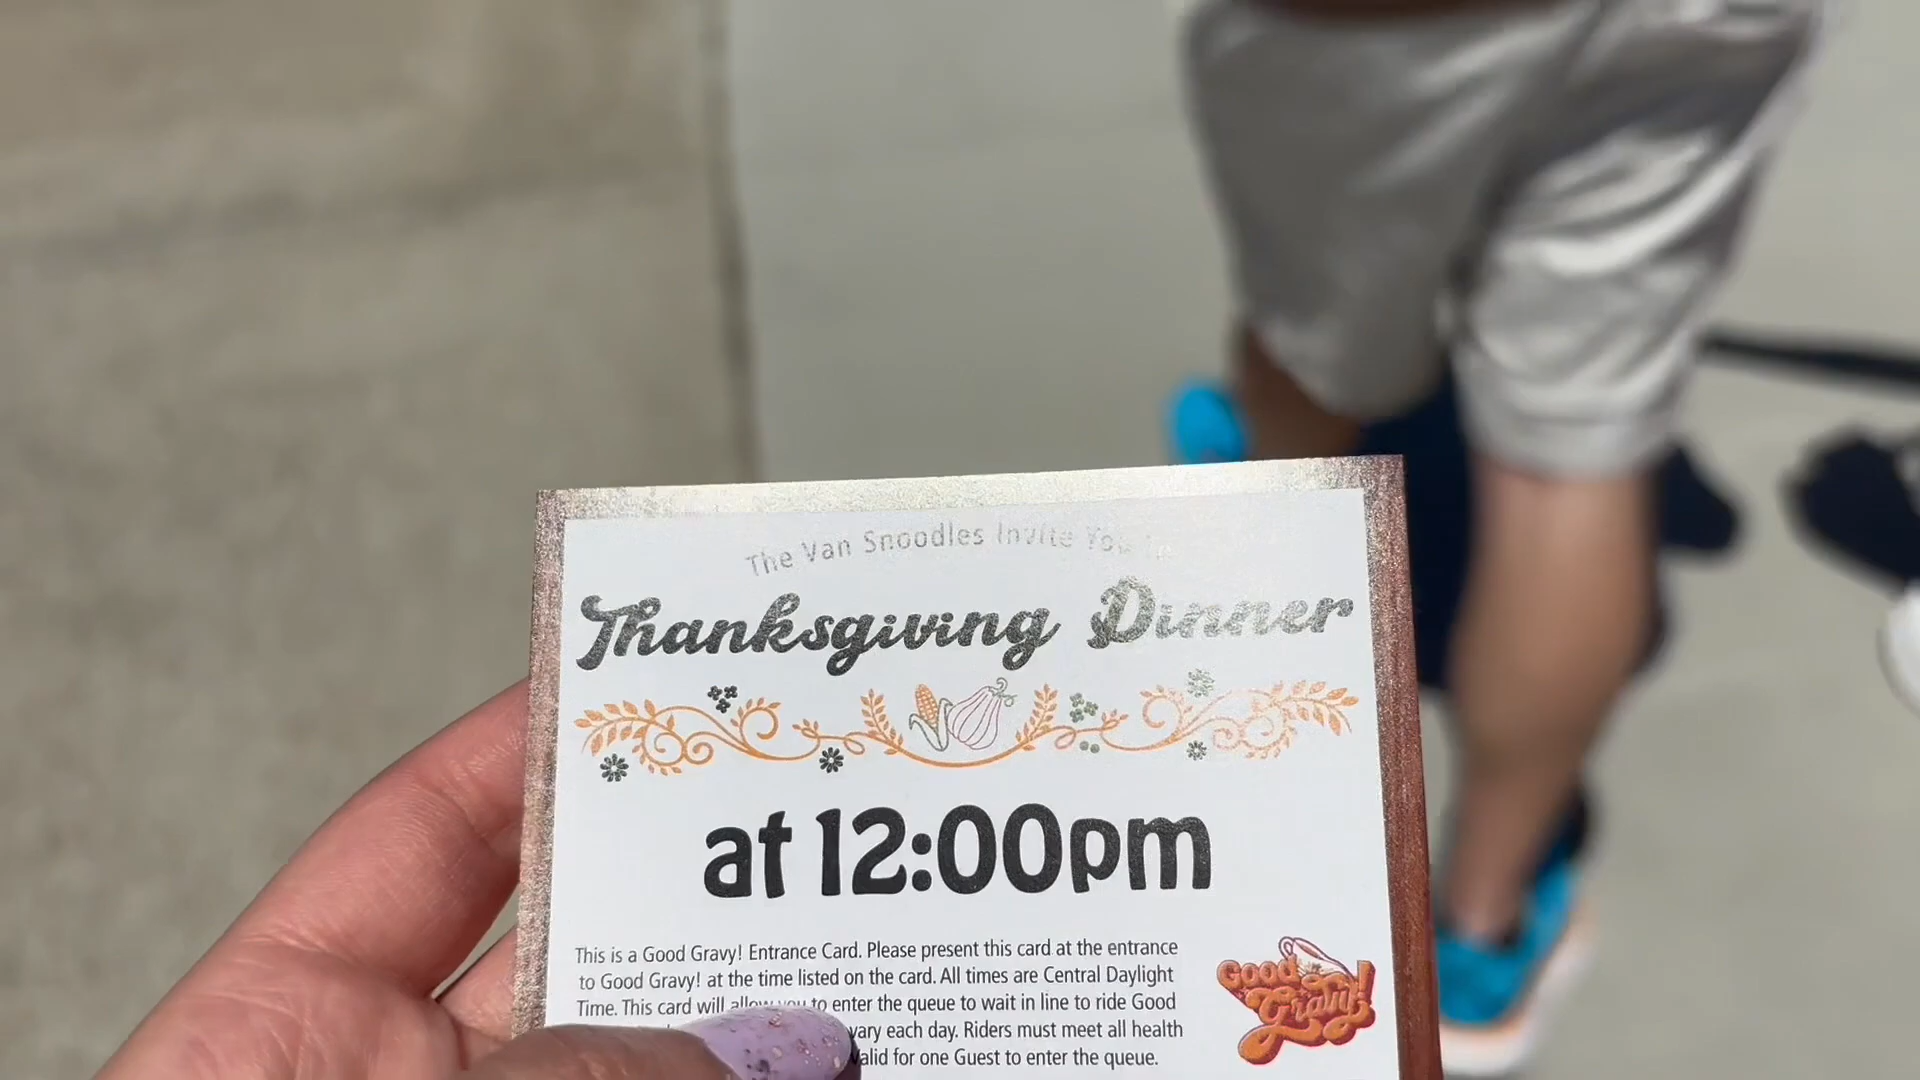 The Van Snoodles Invite You
Thanksgiving Dinner
at 12:00pm
This is a Good Gravy! Entrance Card. Please present this card at the entrance
to Good Gravy! at the time listed on the card. All times are Central Daylight
Time. This card will allow you to enter the queue to wait in line to ride Good
vary each day. Riders must meet all health
valid for one Guest to enter the queue.
Good
Gravy!